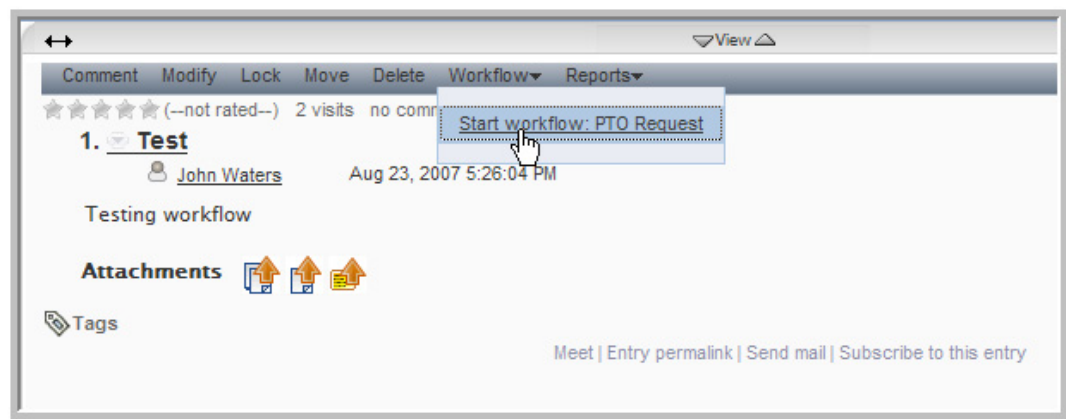 View
Comment Modify Lock Move Delete Workflow Reports
(--not rated--) 2 visits no comm
Start workflow: PTO Request
1. Test
John Waters Aug 23, 2007 5:26:04 PM
Testing workflow
Attachments
Tags
Meet | Entry permalink | Send mail | Subscribe to this entry